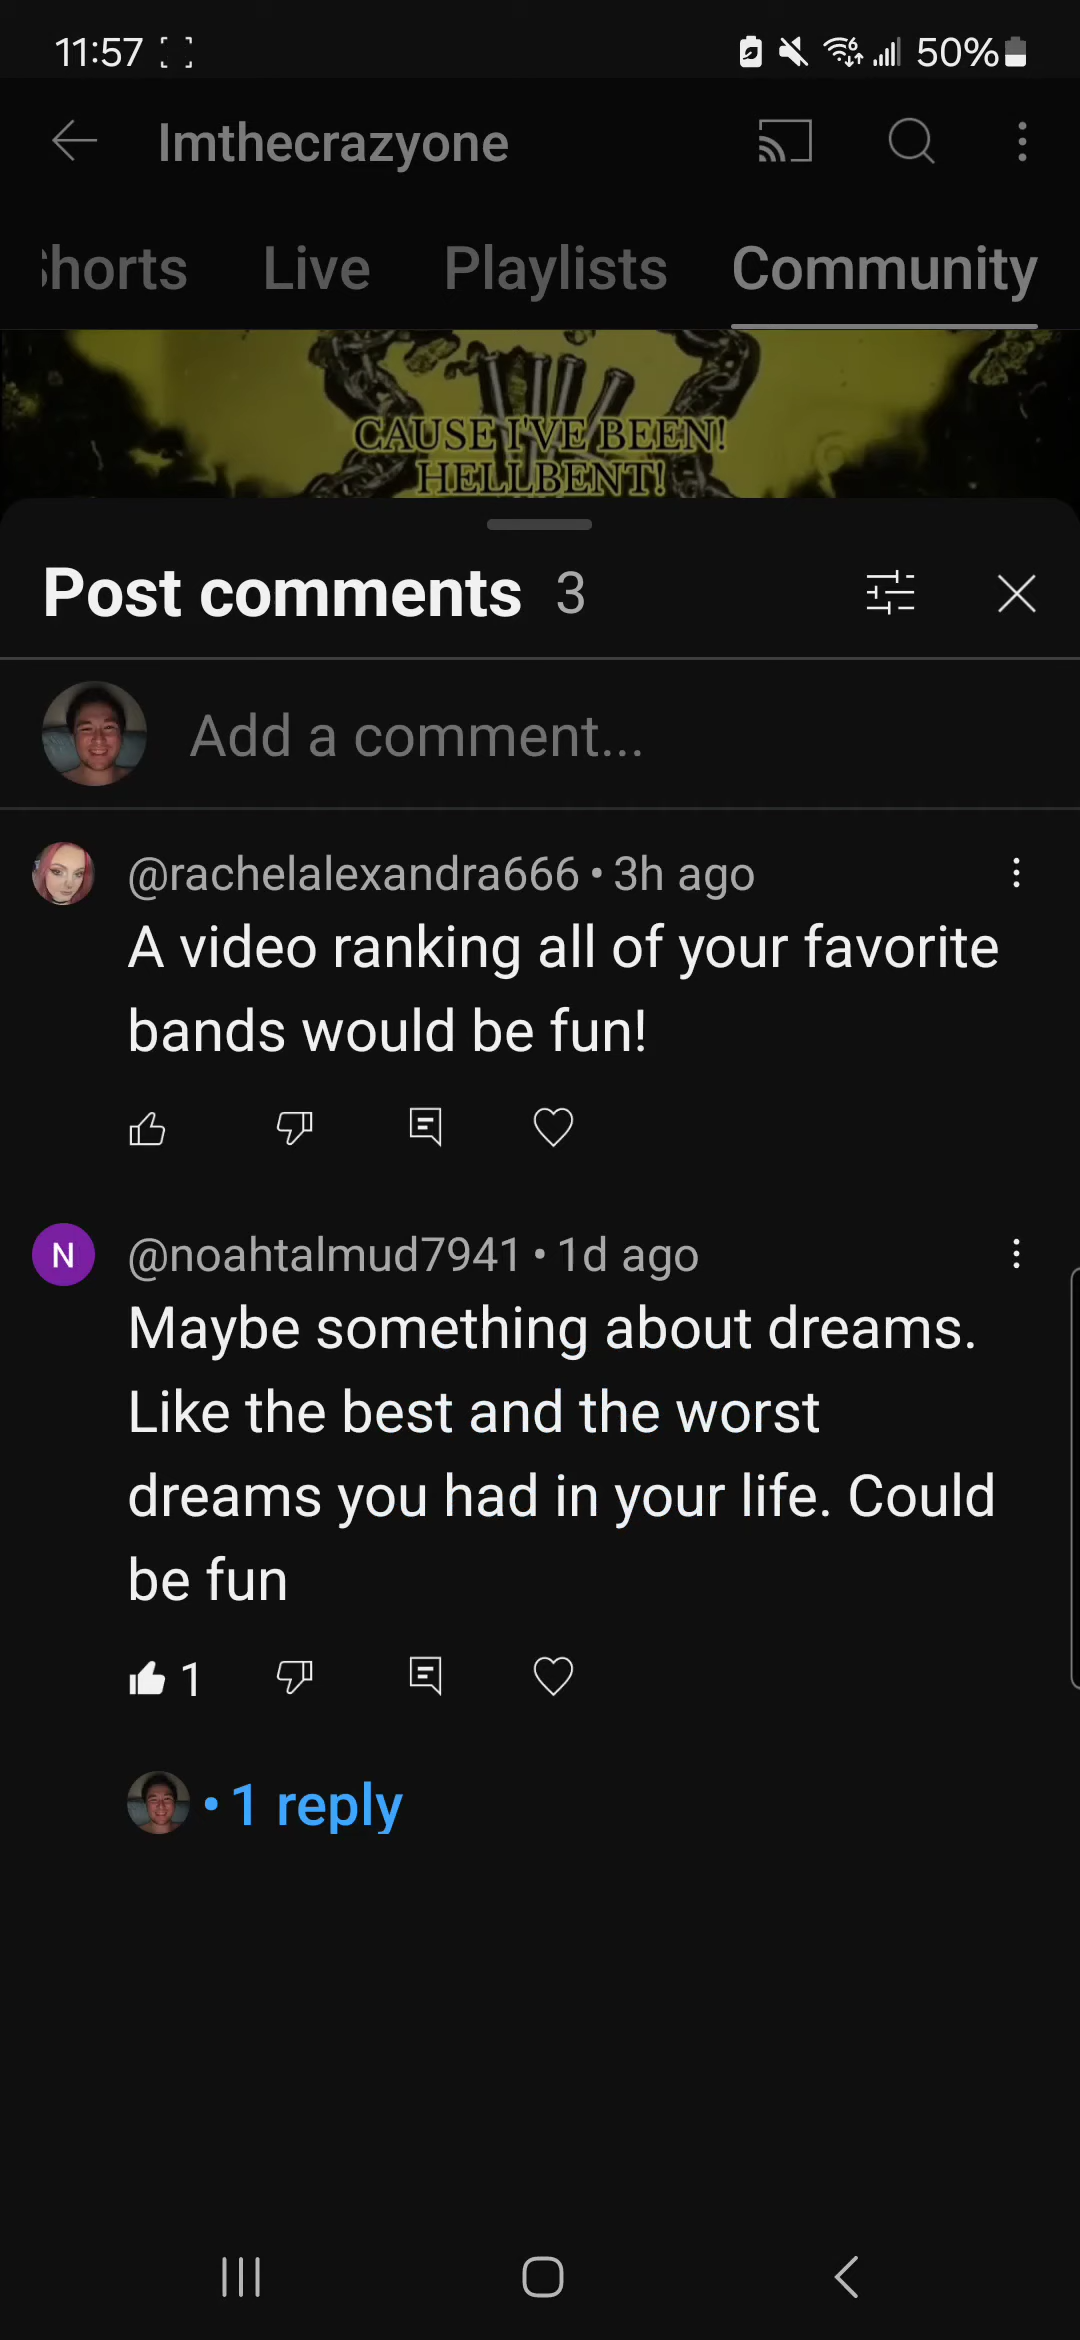 11:57 50%
Imthecrazyone
Shorts Live Playlists Community
CAUSE I'VE BEEN!
HELLBENT!
Post comments 3
Add a comment...
@rachelalexandra666 • 3h ago
A video ranking all of your favorite
bands would be fun!
N @noahtalmud7941 • 1d ago
Maybe something about dreams.
Like the best and the worst
dreams you had in your life. Could
be fun
1
• 1 reply